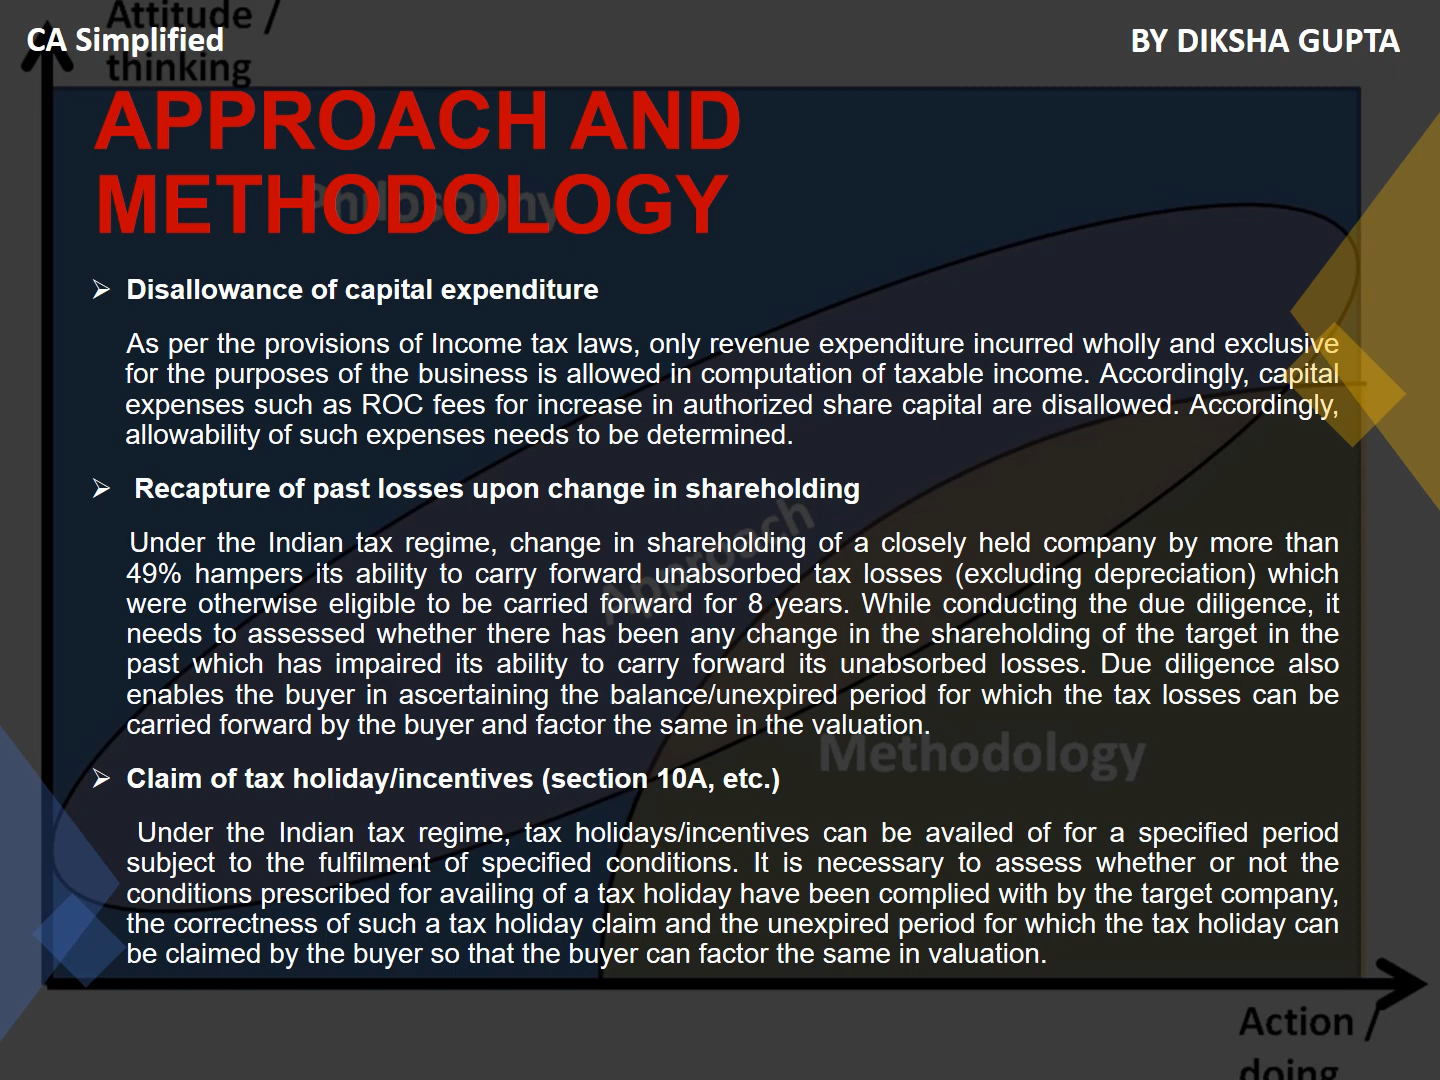 Attitude /
CA Simplified
BY DIKSHA GUPTA
thinking
APPROACH AND
Philosophy
METHODOLOGY
➢ Disallowance of capital expenditure
As per the provisions of Income tax laws, only revenue expenditure incurred wholly and exclusive
for the purposes of the business is allowed in computation of taxable income. Accordingly, capital
expenses such as ROC fees for increase in authorized share capital are disallowed. Accordingly,
allowability of such expenses needs to be determined.
➢ Recapture of past losses upon change in shareholding
Approach
Under the Indian tax regime, change in shareholding of a closely held company by more than
49% hampers its ability to carry forward unabsorbed tax losses (excluding depreciation) which
were otherwise eligible to be carried forward for 8 years. While conducting the due diligence, it
needs to assessed whether there has been any change in the shareholding of the target in the
past which has impaired its ability to carry forward its unabsorbed losses. Due diligence also
enables the buyer in ascertaining the balance/unexpired period for which the tax losses can be
carried forward by the buyer and factor the same in the valuation.
Methodology
➢ Claim of tax holiday/incentives (section 10A, etc.)
Under the Indian tax regime, tax holidays/incentives can be availed of for a specified period
subject to the fulfilment of specified conditions. It is necessary to assess whether or not the
conditions prescribed for availing of a tax holiday have been complied with by the target company,
the correctness of such a tax holiday claim and the unexpired period for which the tax holiday can
be claimed by the buyer so that the buyer can factor the same in valuation.
Action /
doing